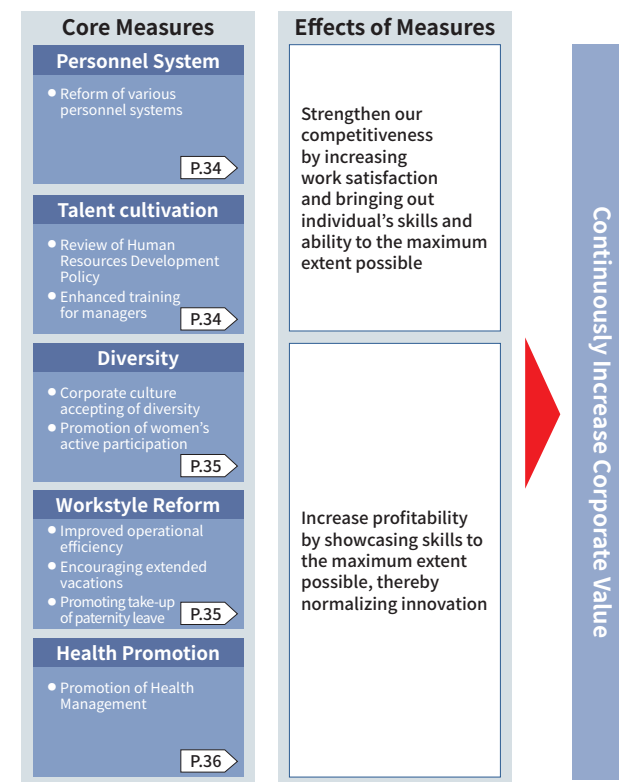 Core Measures
Personnel System
● Reform of various
personnel systems
P.34
Talent cultivation
● Review of Human
Resources Development
Policy
● Enhanced training
for managers
P.34
Diversity
● Corporate culture
accepting of diversity
● Promotion of women's
active participation
P.35
Workstyle Reform
● Improved operational
efficiency
● Encouraging extended
vacations
● Promoting take-up
of paternity leave
P.35
Health Promotion
● Promotion of Health
Management
P.36
Effects of Measures
Strengthen our
competitiveness
by increasing
work satisfaction
and bringing out
individual's skills and
ability to the maximum
extent possible
Increase profitability
by showcasing skills to
the maximum extent
possible, thereby
normalizing innovation
Continuously Increase Corporate Value